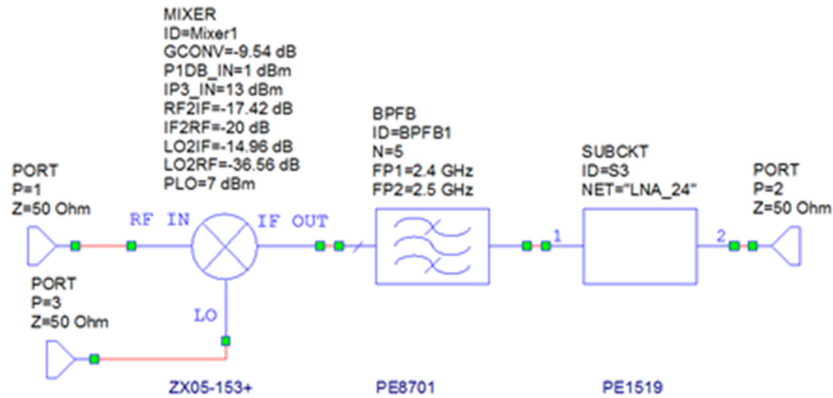 MIXER
ID=Mixer1
GCONV=-9.54 dB
P1DB_IN=1 dBm
IP3_IN=13 dBm
RF2IF=-17.42 dB
IF2RF=-20 dB
LO2IF=-14.96 dB
LO2RF=-36.56 dB
PLO=7 dBm
BPFB
ID=BPFB1
N=5
FP1=2.4 GHz
FP2=2.5 GHz
SUBCKT
ID=S3
NET="LNA_24"
PORT
P=1
Z=50 Ohm
PORT
P=2
Z=50 Ohm
RF IN
IF OUT
1
2
PORT
P=3
Z=50 Ohm
LO
ZX05-153+
PE8701
PE1519